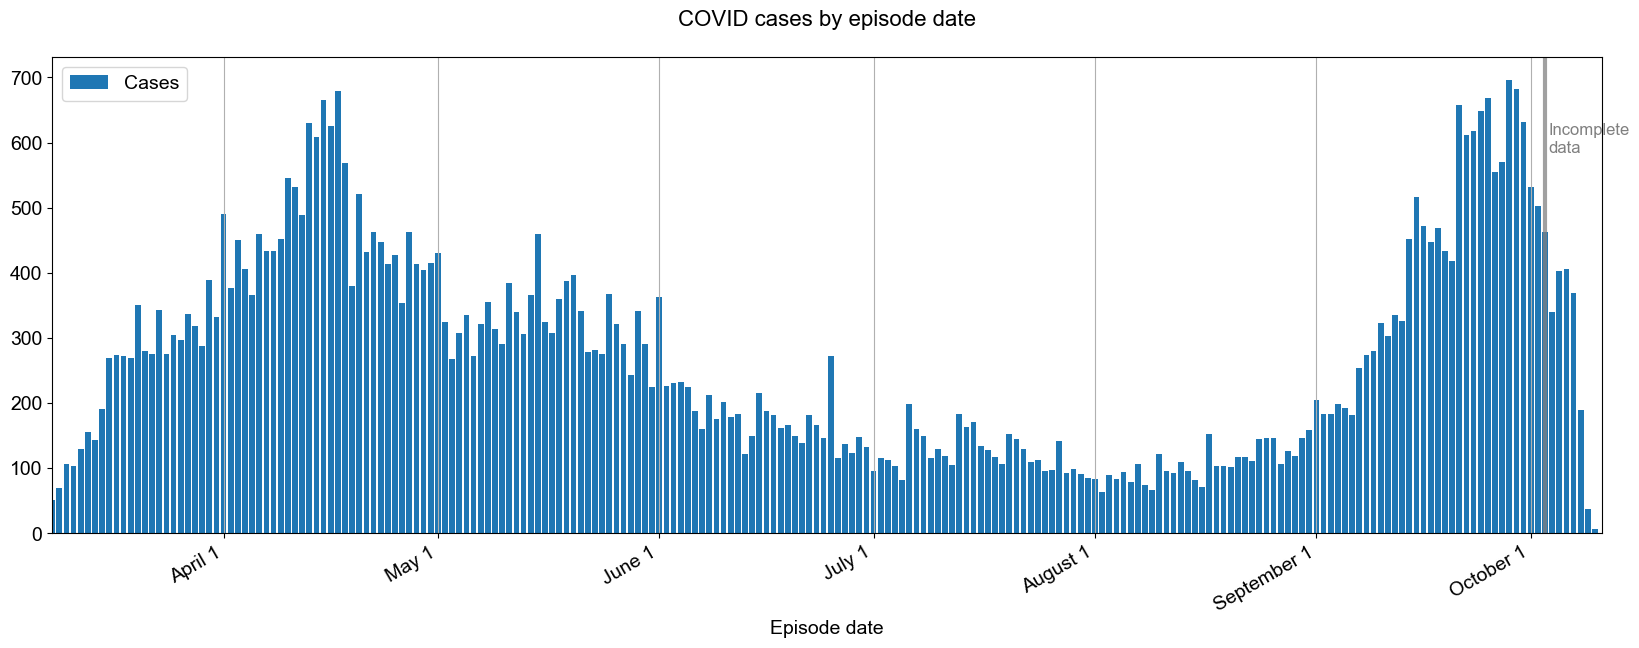 COVID cases by episode date
Cases
700
600
500
400
300
200
100
0
Incomplete
data
April 1
May 1
June 1
July 1
August 1
September 1
October 1
Episode date